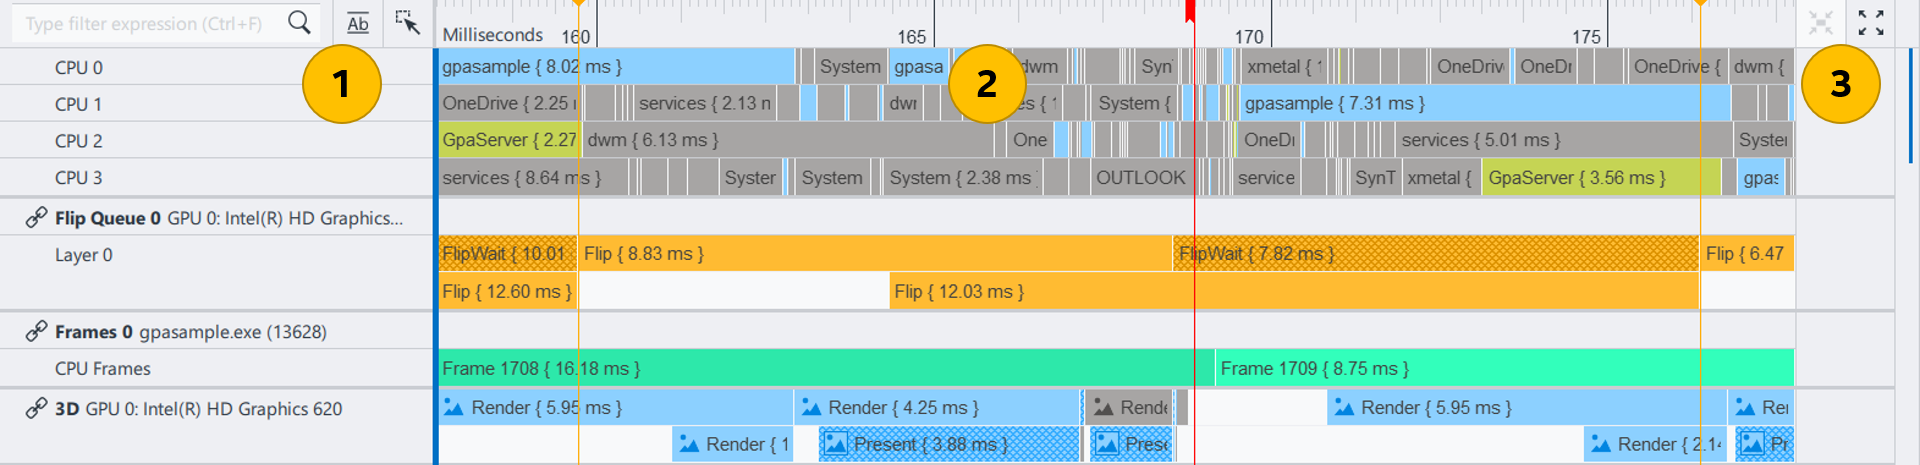 Type filter expression (Ctrl+F) Ab
Milliseconds 160 165 170 175
CPU 0 gpasample { 8.02 ms } System gpasa dwm Syn xmetal { OneDriv OneDr OneDrive { dwm {
1 2 3
CPU 1 OneDrive { 2.25 services { 2.13 dwr es { System { gpasample { 7.31 ms }
CPU 2 GpaServer { 2.27 dwm { 6.13 ms } One OneDr services { 5.01 ms } System
CPU 3 services { 8.64 ms } System System System { 2.38 ms OUTLOOK service SynT xmetal { GpaServer { 3.56 ms } gpas
Flip Queue 0 GPU 0: Intel(R) HD Graphics...
Layer 0 FlipWait { 10.01 Flip { 8.83 ms } FlipWait { 7.82 ms } Flip { 6.47
Flip { 12.60 ms } Flip { 12.03 ms }
Frames 0 gpasample.exe (13628)
CPU Frames Frame 1708 { 16.18 ms } Frame 1709 { 8.75 ms }
3D GPU 0: Intel(R) HD Graphics 620 Render { 5.95 ms } Render { 4.25 ms } Rende Render { 5.95 ms } Rei
Render { 1 Present { 3.88 ms } Prese Render { 2.14 Pr